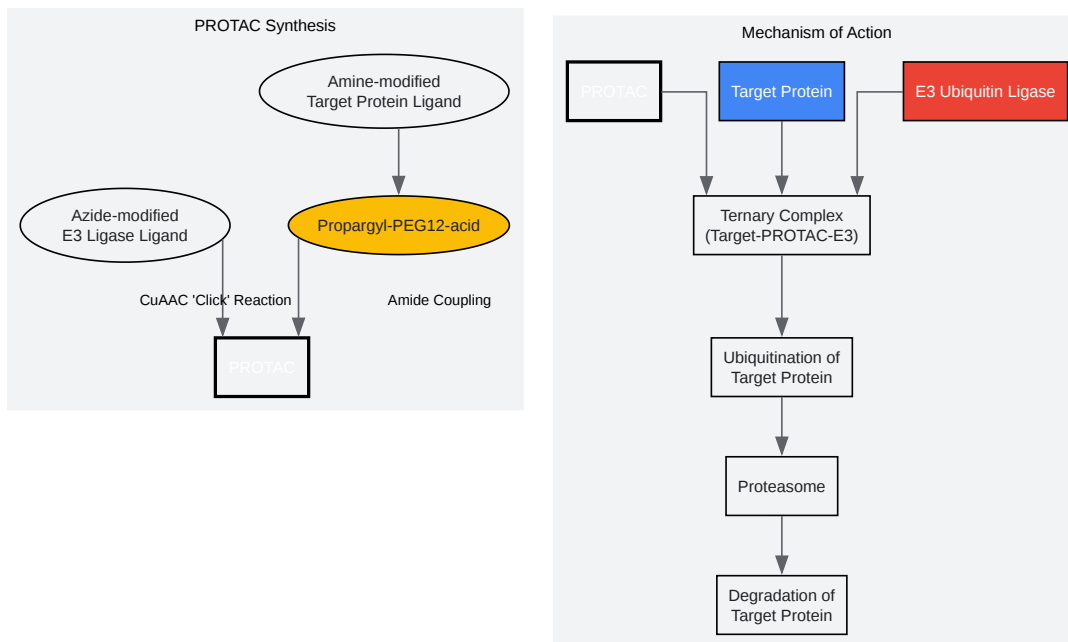 PROTAC Synthesis
Amine-modified
Target Protein Ligand
Azide-modified
E3 Ligase Ligand
Propargyl-PEG12-acid
CuAAC 'Click' Reaction
Amide Coupling
PROTAC
Mechanism of Action
PROTAC
Target Protein
E3 Ubiquitin Ligase
Ternary Complex
(Target-PROTAC-E3)
Ubiquitination of
Target Protein
Proteasome
Degradation of
Target Protein